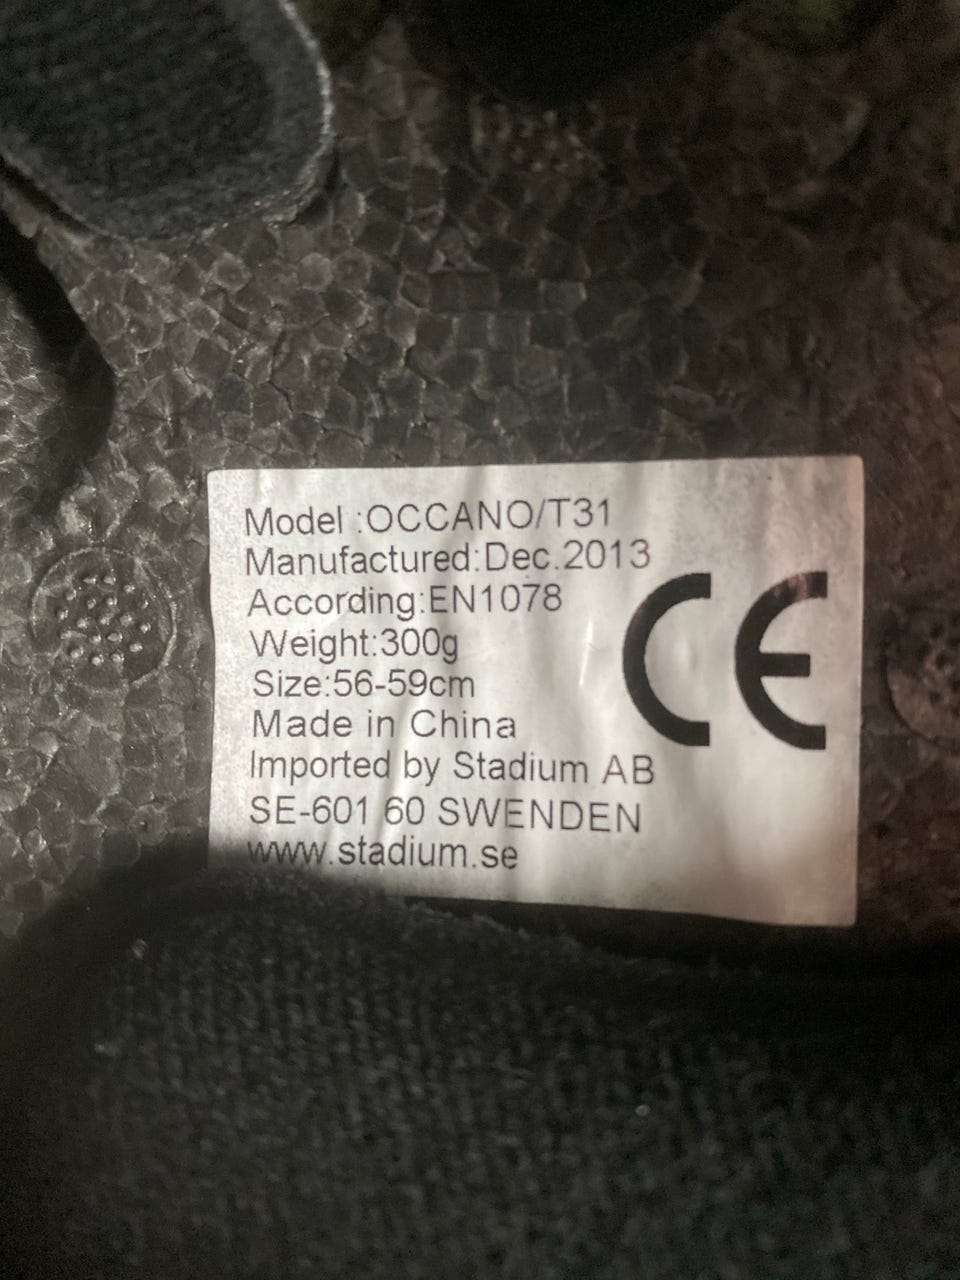 Model :OCCANO/T31
Manufactured:Dec.2013
According:EN1078
Weight:300g
Size:56-59cm
Made in China
Imported by Stadium AB
SE-601 60 SWENDEN
www.stadium.se
CE